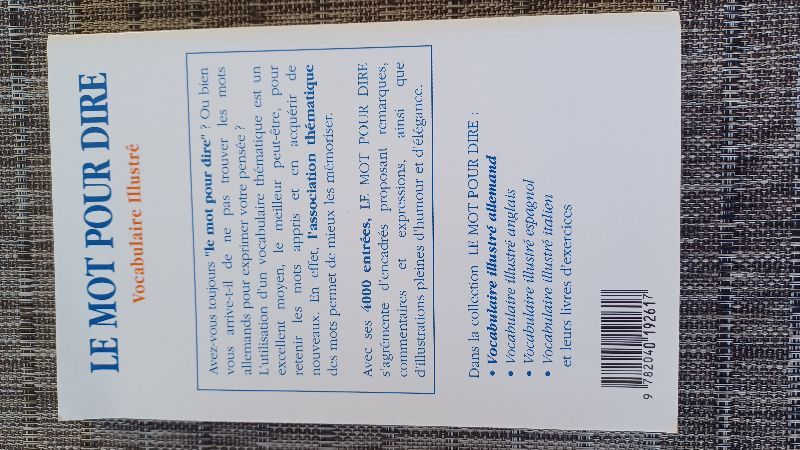 LE MOT POUR DIRE
Vocabulaire Illustré
Avez-vous toujours "le mot pour dire" ? Ou bien
vous arrive-t-il de ne pas trouver les mots
allemands pour exprimer votre pensée ?
L'utilisation d'un vocabulaire thématique est un
excellent moyen, le meilleur peut-être, pour
retenir les mots appris et en acquérir de
nouveaux. En effet, l'association thématique
des mots permet de mieux les mémoriser.
Avec ses 4000 entrées, LE MOT POUR DIRE
s'agrémente d'encadrés proposant remarques,
commentaires et expressions, ainsi que
d'illustrations pleines d'humour et d'élégance.
Dans la collection LE MOT POUR DIRE :
• Vocabulaire illustré allemand
• Vocabulaire illustré anglais
• Vocabulaire illustré espagnol
• Vocabulaire illustré italien
et leurs livres d'exercices
9 782040 192617